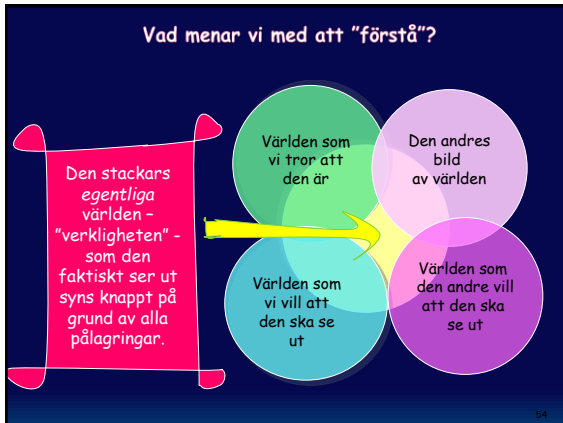 Vad menar vi med att ”förstå”?
Den stackars
egentliga
världen –
”verkligheten” -
som den
faktiskt ser ut
syns knappt på
grund av alla
pålagringar.
Världen som
vi tror att
den är
Den andres
bild
av världen
Världen som
vi vill att
den ska se
ut
Världen som
den andre vill
att den ska
se ut
54